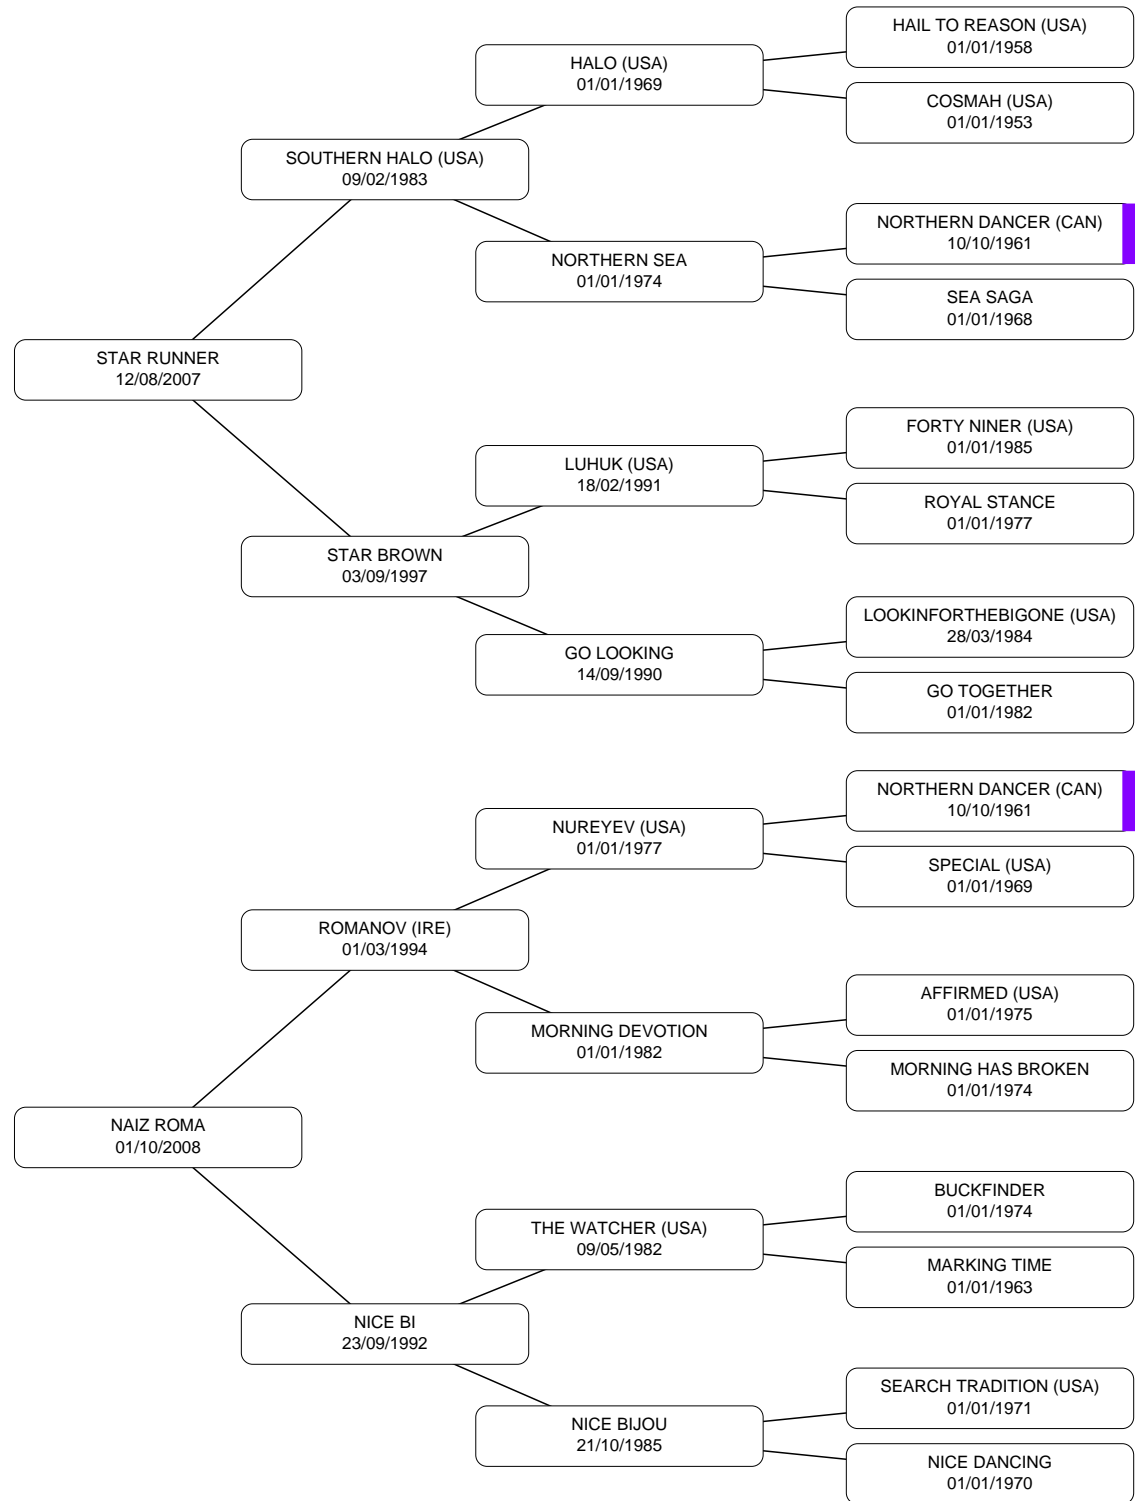 HAIL TO REASON (USA)
01/01/1958
HALO (USA)
01/01/1969
COSMAH (USA)
01/01/1953
SOUTHERN HALO (USA)
09/02/1983
NORTHERN DANCER (CAN)
10/10/1961
NORTHERN SEA
01/01/1974
SEA SAGA
01/01/1968
STAR RUNNER
12/08/2007
FORTY NINER (USA)
01/01/1985
LUHUK (USA)
18/02/1991
ROYAL STANCE
01/01/1977
STAR BROWN
03/09/1997
LOOKINFORTHEBIGONE (USA)
28/03/1984
GO LOOKING
14/09/1990
GO TOGETHER
01/01/1982
NORTHERN DANCER (CAN)
10/10/1961
NUREYEV (USA)
01/01/1977
SPECIAL (USA)
01/01/1969
ROMANOV (IRE)
01/03/1994
AFFIRMED (USA)
01/01/1975
MORNING DEVOTION
01/01/1982
MORNING HAS BROKEN
01/01/1974
NAIZ ROMA
01/10/2008
BUCKFINDER
01/01/1974
THE WATCHER (USA)
09/05/1982
MARKING TIME
01/01/1963
NICE BI
23/09/1992
SEARCH TRADITION (USA)
01/01/1971
NICE BIJOU
21/10/1985
NICE DANCING
01/01/1970